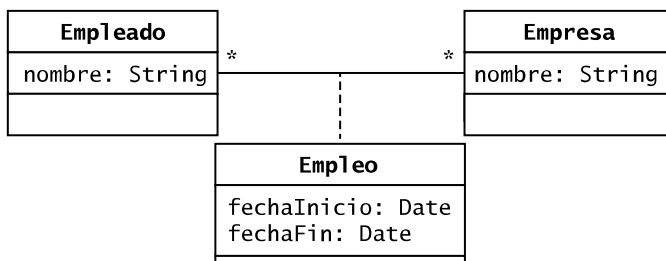 Empleado
nombre: String
*
*
Empresa
nombre: String
Empleo
fechaInicio: Date
fechaFin: Date